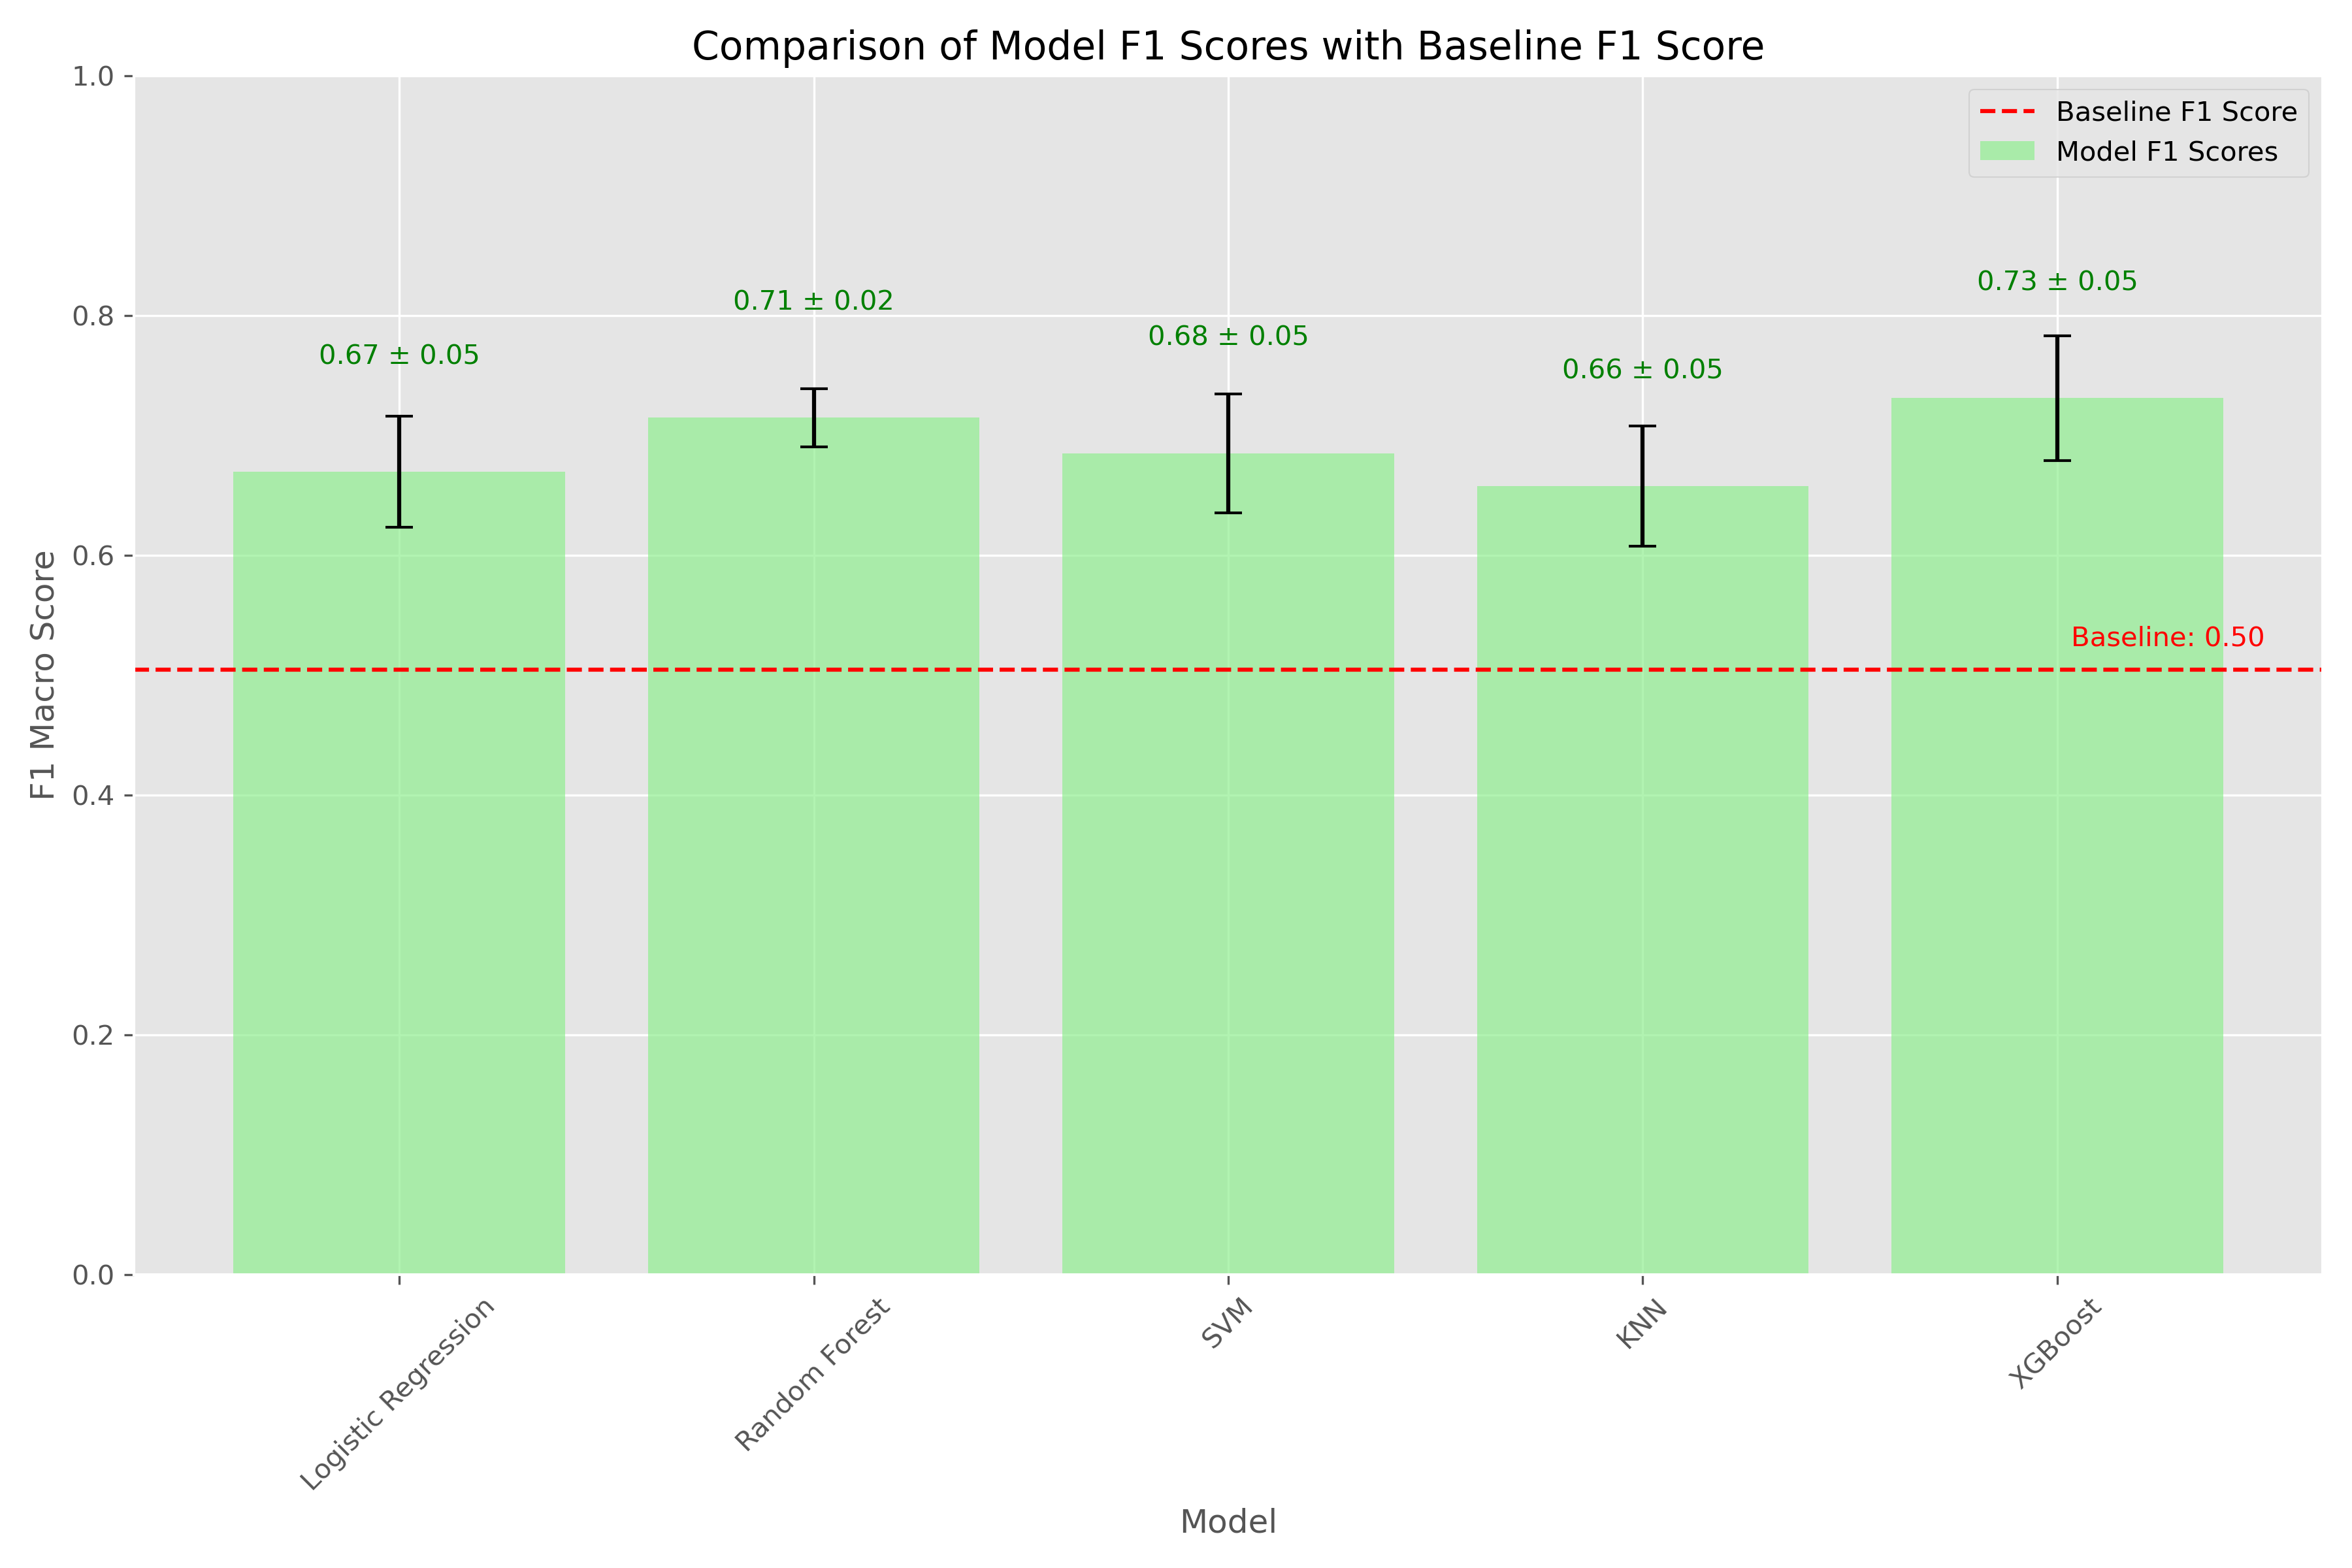 Comparison of Model F1 Scores with Baseline F1 Score
1.0
0.8
0.6
0.4
0.2
0.0
F1 Macro Score
Baseline F1 Score
Model F1 Scores
0.67 ± 0.05
0.71 ± 0.02
0.68 ± 0.05
0.66 ± 0.05
0.73 ± 0.05
Baseline: 0.50
Logistic Regression
Random Forest
SVM
KNN
XGBoost
Model